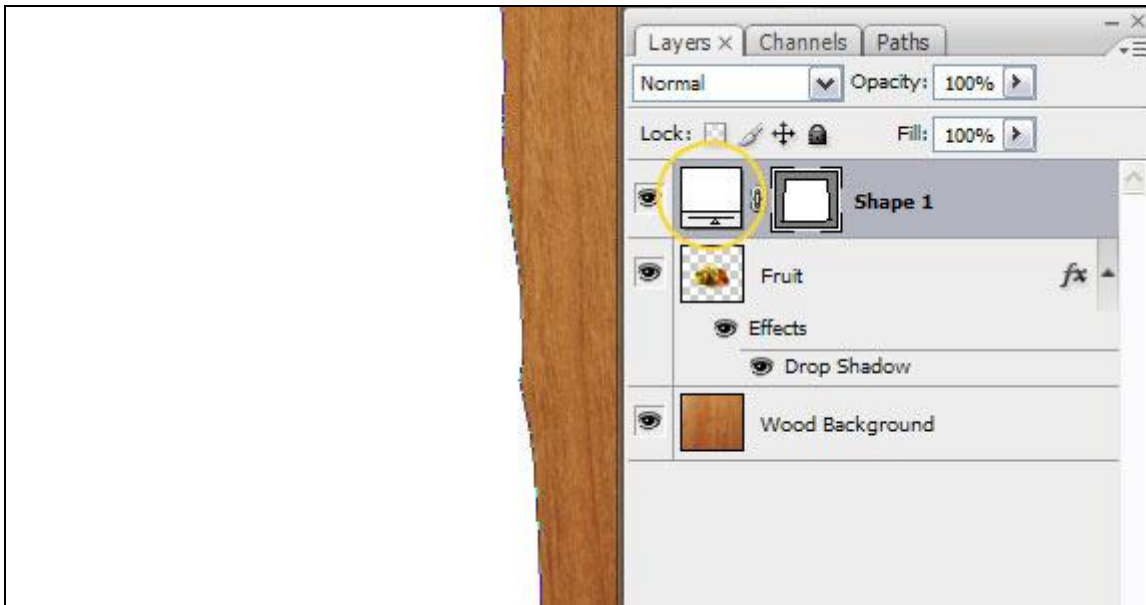 Layers × Channels Paths
Normal Opacity: 100%
Lock: Fill: 100%
Shape 1
Fruit fx
Effects
Drop Shadow
Wood Background